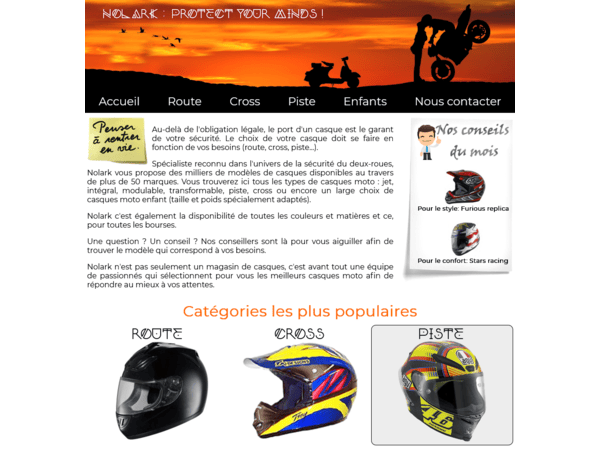 NOLARK : PROTECT YOUR MINDS !
Accueil Route Cross Piste Enfants Nous contacter
Penser
à rentrer
en vie.
Au-delà de l'obligation légale, le port d'un casque est le garant
de votre sécurité. Le choix de votre casque doit se faire en
fonction de vos besoins (route, cross, piste...).
Spécialiste reconnu dans l'univers de la sécurité du deux-roues,
Nolark vous propose des milliers de modèles de casques disponibles au travers
de plus de 50 marques. Vous trouverez ici tous les types de casques moto : jet,
intégral, modulable, transformable, piste, cross ou encore un large choix de
casques moto enfant (taille et poids spécialement adaptés).
Nolark c'est également la disponibilité de toutes les couleurs et matières et ce,
pour toutes les bourses.
Une question ? Un conseil ? Nos conseillers sont là pour vous aiguiller afin de
trouver le modèle qui correspond à vos besoins.
Nolark n'est pas seulement un magasin de casques, c'est avant tout une équipe
de passionnés qui sélectionnent pour vous les meilleurs casques moto afin de
répondre au mieux à vos attentes.
Nos conseils
du mois
Pour le style: Furious replica
Pour le confort: Stars racing
Catégories les plus populaires
ROUTE
CROSS
PISTE